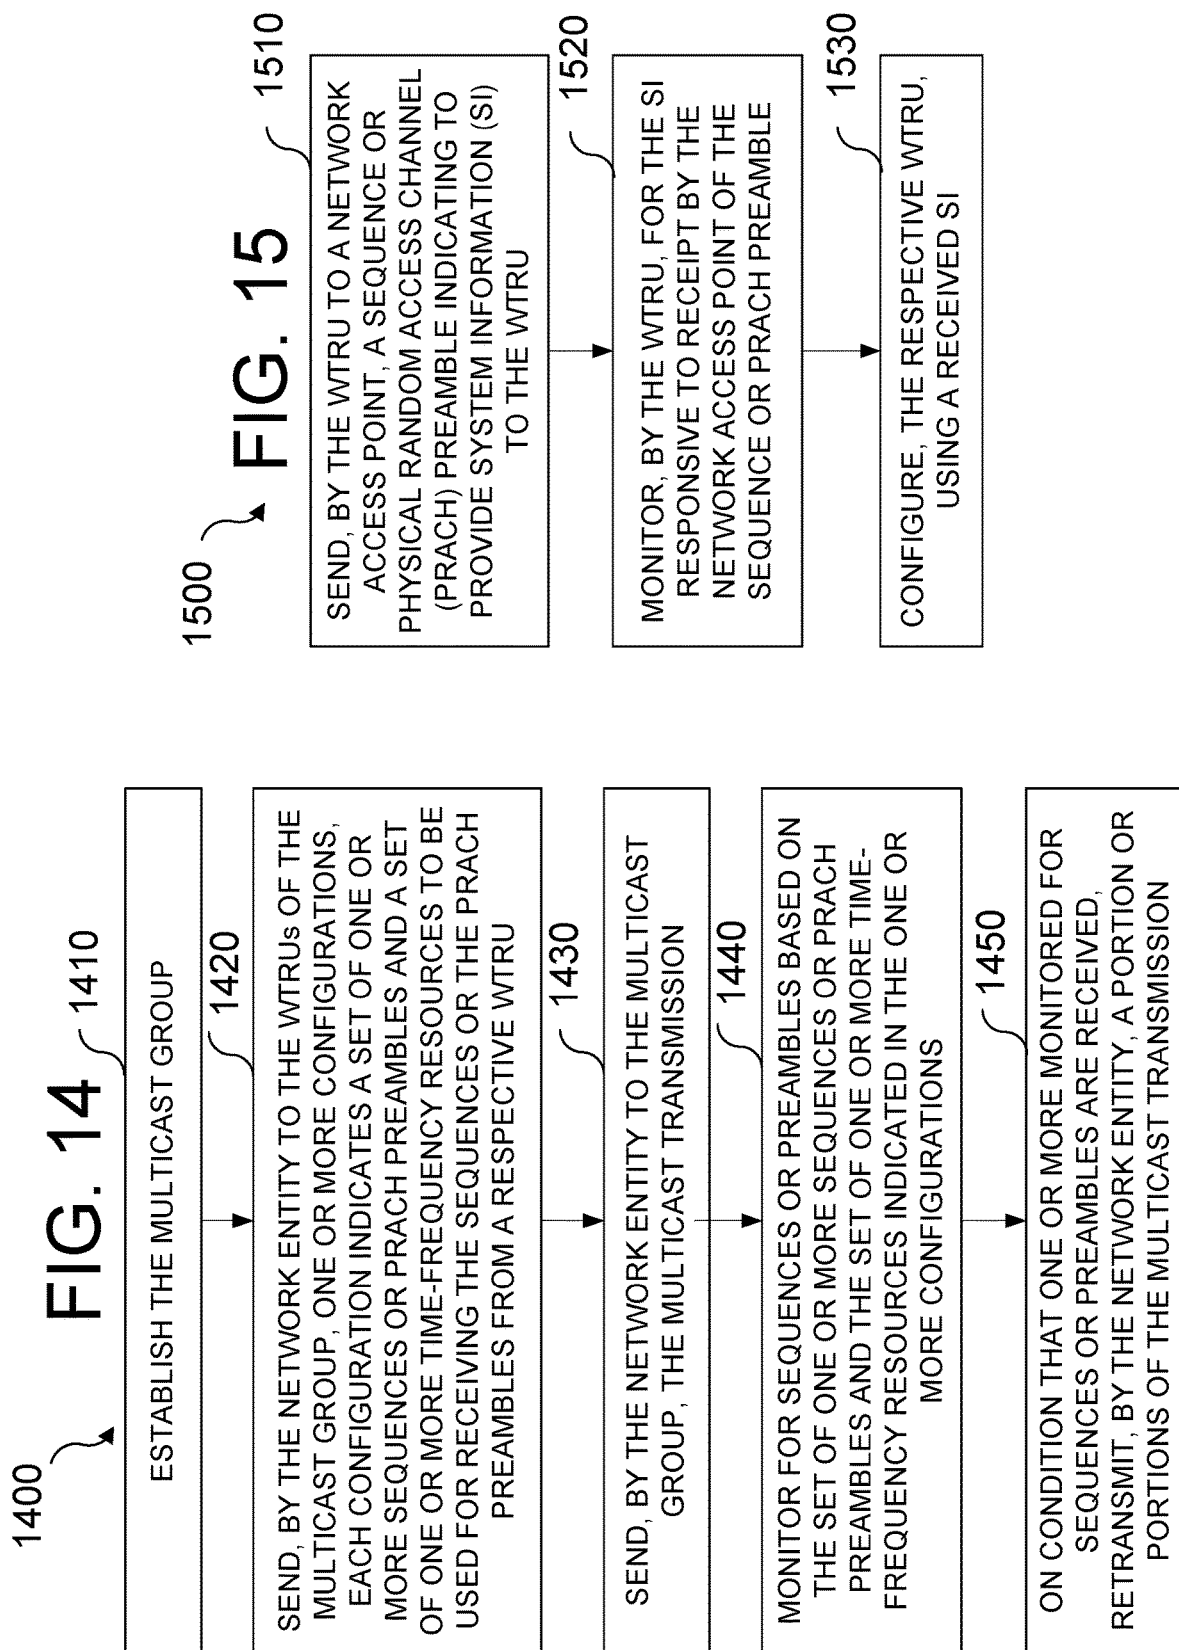 1400
FIG. 14
1410
ESTABLISH THE MULTICAST GROUP
1420
SEND, BY THE NETWORK ENTITY TO THE WTRUs OF THE
MULTICAST GROUP, ONE OR MORE CONFIGURATIONS,
EACH CONFIGURATION INDICATES A SET OF ONE OR
MORE SEQUENCES OR PRACH PREAMBLES AND A SET
OF ONE OR MORE TIME-FREQUENCY RESOURCES TO BE
USED FOR RECEIVING THE SEQUENCES OR THE PRACH
PREAMBLES FROM A RESPECTIVE WTRU
1430
SEND, BY THE NETWORK ENTITY TO THE MULTICAST
GROUP, THE MULTICAST TRANSMISSION
1440
MONITOR FOR SEQUENCES OR PREAMBLES BASED ON
THE SET OF ONE OR MORE SEQUENCES OR PRACH
PREAMBLES AND THE SET OF ONE OR MORE TIME-
FREQUENCY RESOURCES INDICATED IN THE ONE OR
MORE CONFIGURATIONS
1450
ON CONDITION THAT ONE OR MORE MONITORED FOR
SEQUENCES OR PREAMBLES ARE RECEIVED,
RETRANSMIT, BY THE NETWORK ENTITY, A PORTION OR
PORTIONS OF THE MULTICAST TRANSMISSION
1500
FIG. 15
1510
SEND, BY THE WTRU TO A NETWORK
ACCESS POINT, A SEQUENCE OR
PHYSICAL RANDOM ACCESS CHANNEL
(PRACH) PREAMBLE INDICATING TO
PROVIDE SYSTEM INFORMATION (SI)
TO THE WTRU
1520
MONITOR, BY THE WTRU, FOR THE SI
RESPONSIVE TO RECEIPT BY THE
NETWORK ACCESS POINT OF THE
SEQUENCE OR PRACH PREAMBLE
1530
CONFIGURE, THE RESPECTIVE WTRU,
USING A RECEIVED SI